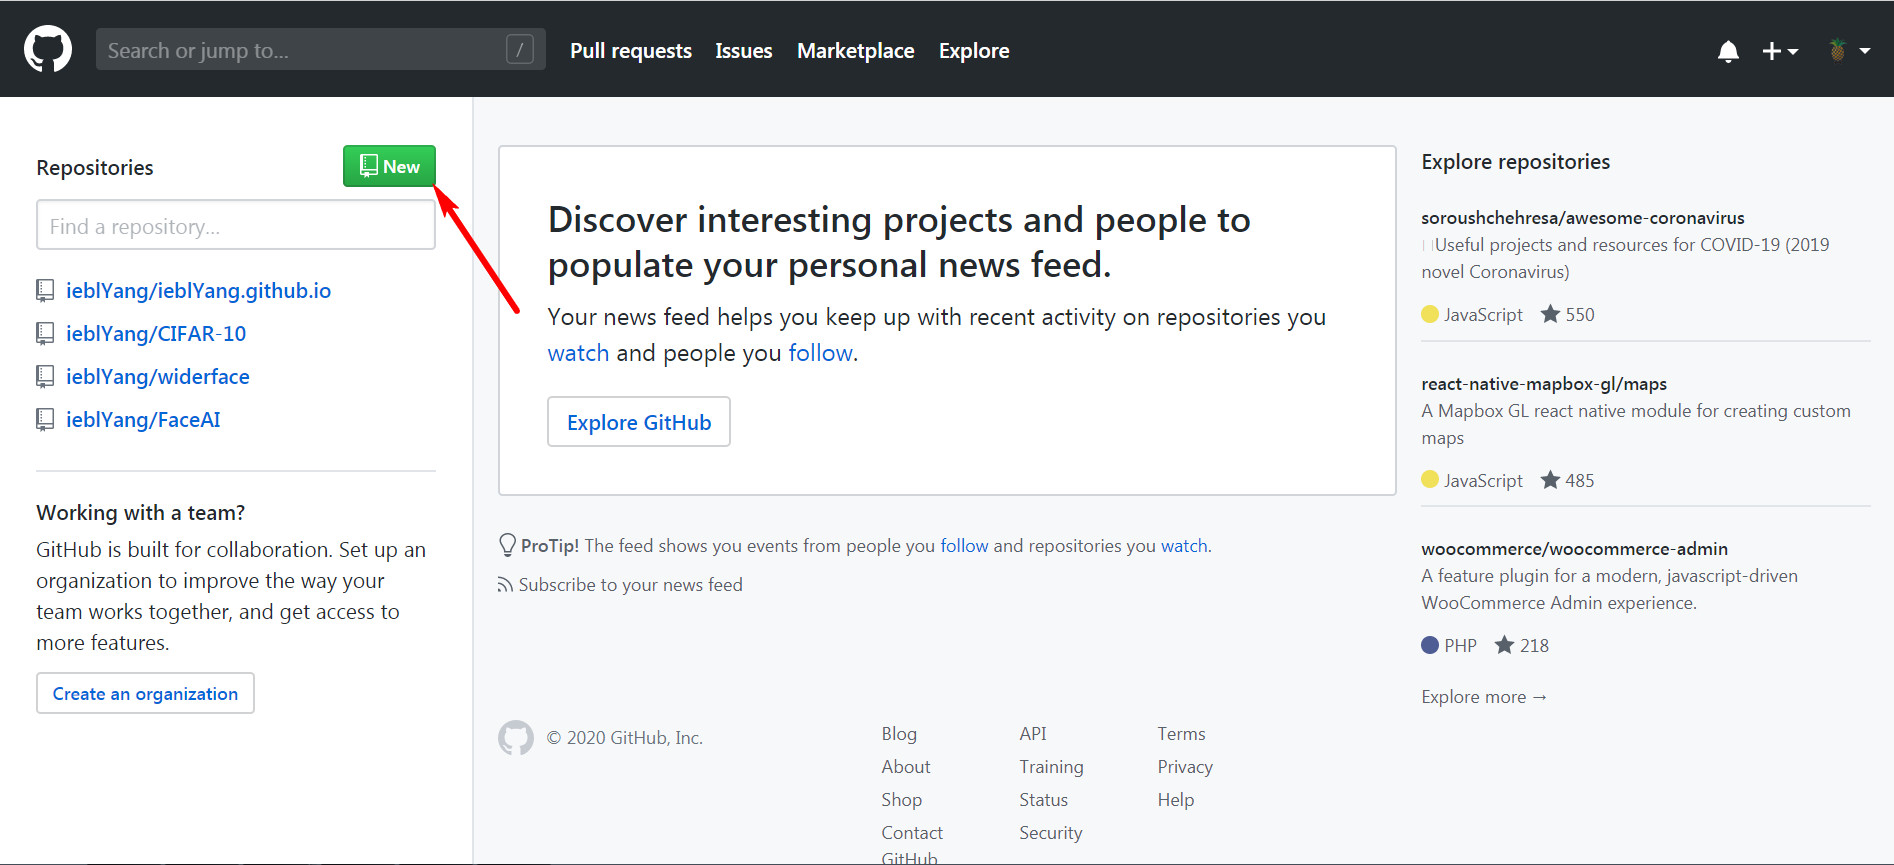 Search or jump to...
/
Pull requests
Issues
Marketplace
Explore
Repositories
New
Find a repository...
ieblYang/ieblYang.github.io
ieblYang/CIFAR-10
ieblYang/widerface
ieblYang/FaceAI
Working with a team?
GitHub is built for collaboration. Set up an
organization to improve the way your
team works together, and get access to
more features.
Create an organization
Discover interesting projects and people to
populate your personal news feed.
Your news feed helps you keep up with recent activity on repositories you
watch and people you follow.
Explore GitHub
ProTip! The feed shows you events from people you follow and repositories you watch.
Subscribe to your news feed
© 2020 GitHub, Inc.
Blog
About
Shop
Contact
GitHub
API
Training
Status
Security
Terms
Privacy
Help
Explore repositories
soroushchehresa/awesome-coronavirus
Useful projects and resources for COVID-19 (2019
novel Coronavirus)
JavaScript 550
react-native-mapbox-gl/maps
A Mapbox GL react native module for creating custom
maps
JavaScript 485
woocommerce/woocommerce-admin
A feature plugin for a modern, javascript-driven
WooCommerce Admin experience.
PHP 218
Explore more →